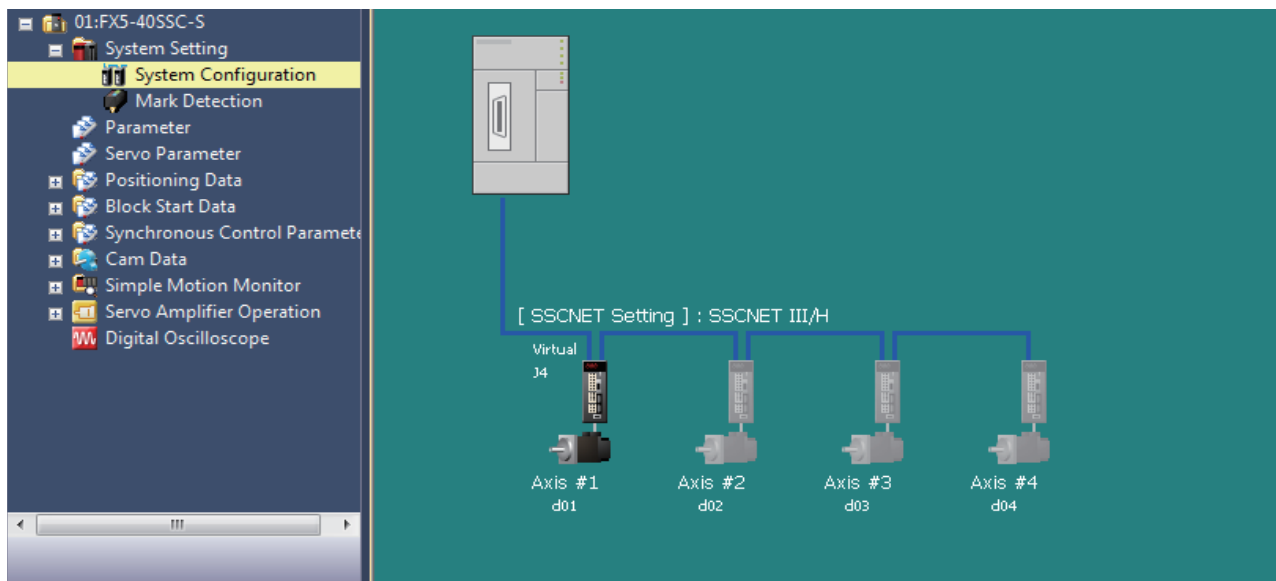 01:FX5-40SSC-S
System Setting
System Configuration
Mark Detection
Parameter
Servo Parameter
Positioning Data
Block Start Data
Synchronous Control Paramete
Cam Data
Simple Motion Monitor
Servo Amplifier Operation
Digital Oscilloscope
[ SSCNET Setting ] : SSCNET III/H
Virtual
J4
Axis #1 Axis #2 Axis #3 Axis #4
d01 d02 d03 d04